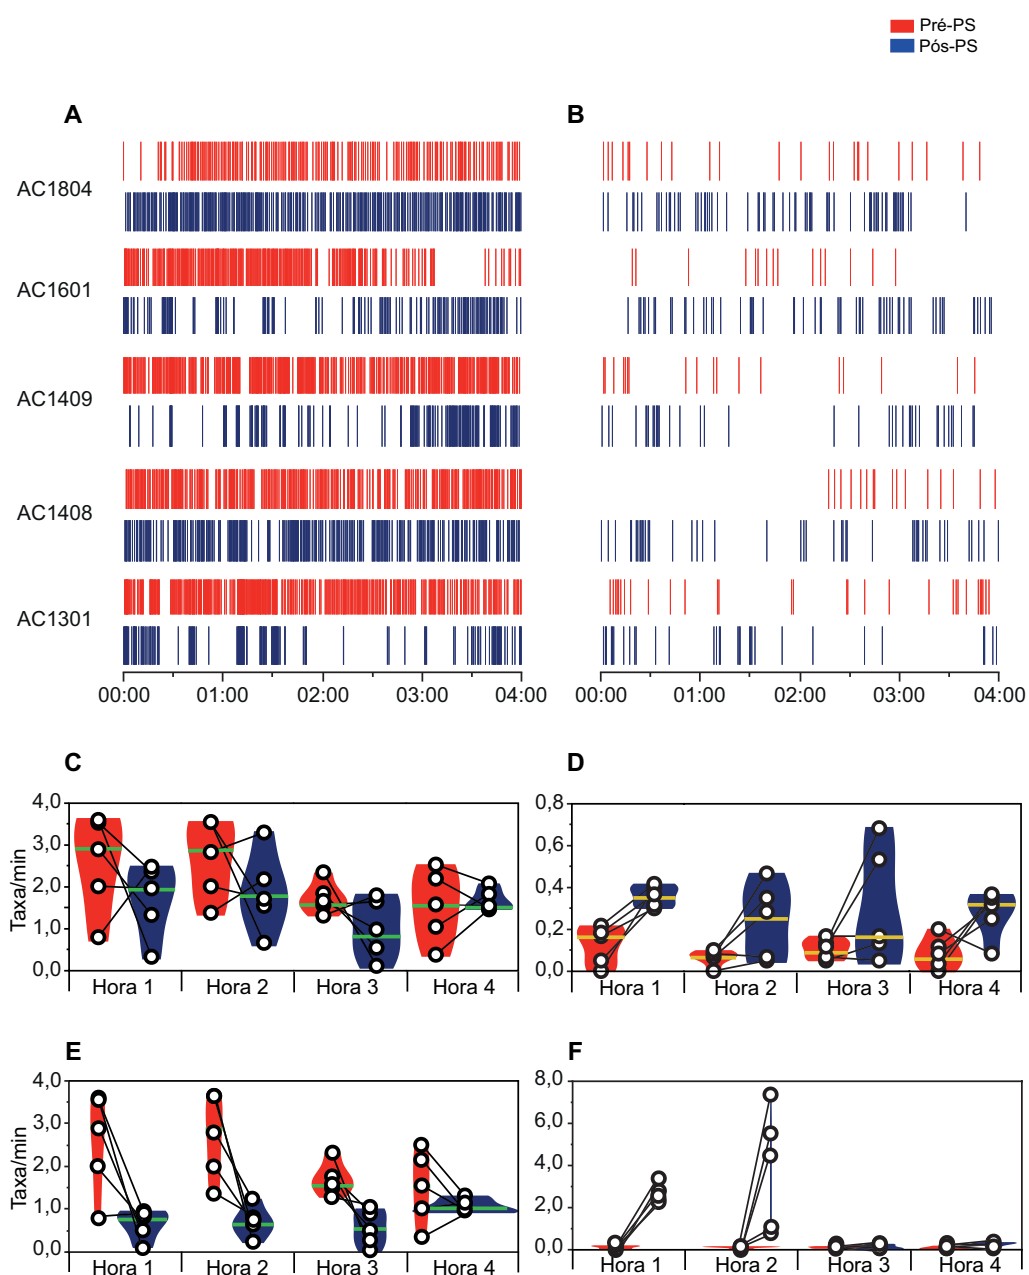 Pré-PS
Pós-PS
A B
AC1804
AC1601
AC1409
AC1408
AC1301
00:00 01:00 02:00 03:00 04:00 00:00 01:00 02:00 03:00 04:00
C D
Taxa/min
4,0
3,0
2,0
1,0
0,0
Hora 1 Hora 2 Hora 3 Hora 4
0,8
0,6
0,4
0,2
0,0
Hora 1 Hora 2 Hora 3 Hora 4
E F
Taxa/min
4,0
3,0
2,0
1,0
0,0
Hora 1 Hora 2 Hora 3 Hora 4
8,0
6,0
4,0
2,0
0,0
Hora 1 Hora 2 Hora 3 Hora 4